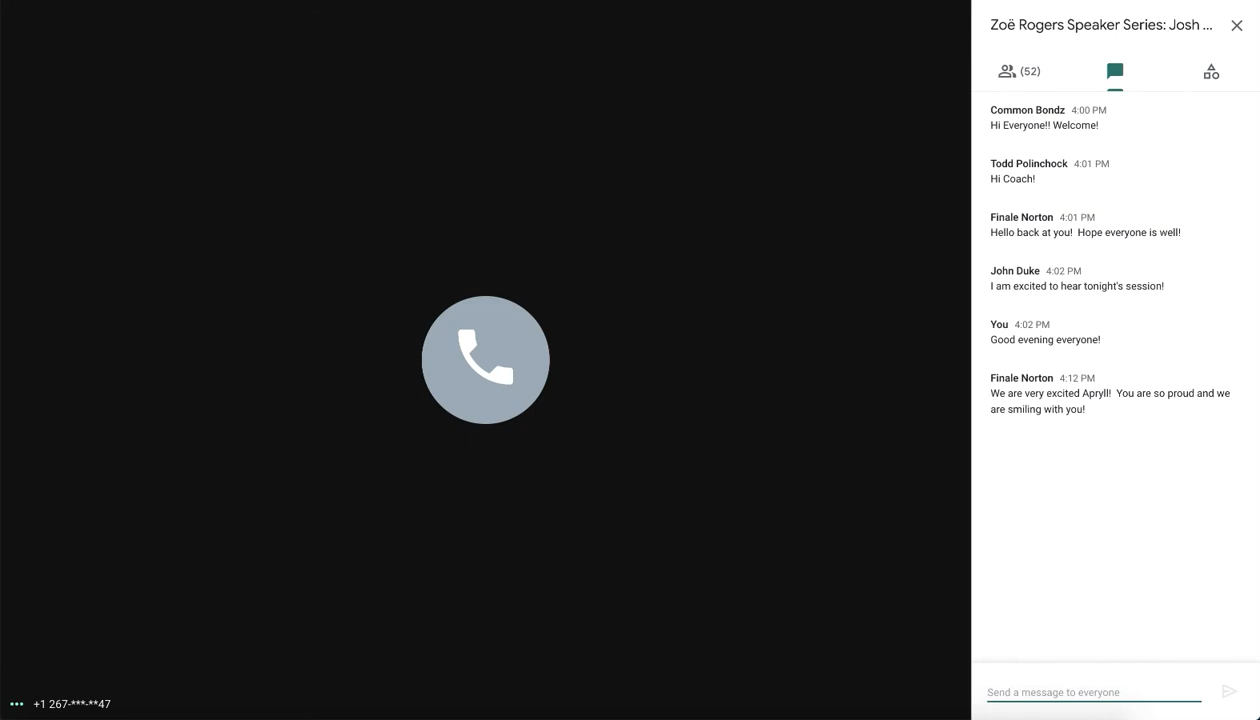 Zoë Rogers Speaker Series: Josh ...
(52)
Common Bondz 4:00 PM
Hi Everyone!! Welcome!
Todd Polinchock 4:01 PM
Hi Coach!
Finale Norton 4:01 PM
Hello back at you!  Hope everyone is well!
John Duke 4:02 PM
I am excited to hear tonight's session!
You 4:02 PM
Good evening everyone!
Finale Norton 4:12 PM
We are very excited Apryll!  You are so proud and we
are smiling with you!
Send a message to everyone
+1 267-***-**47